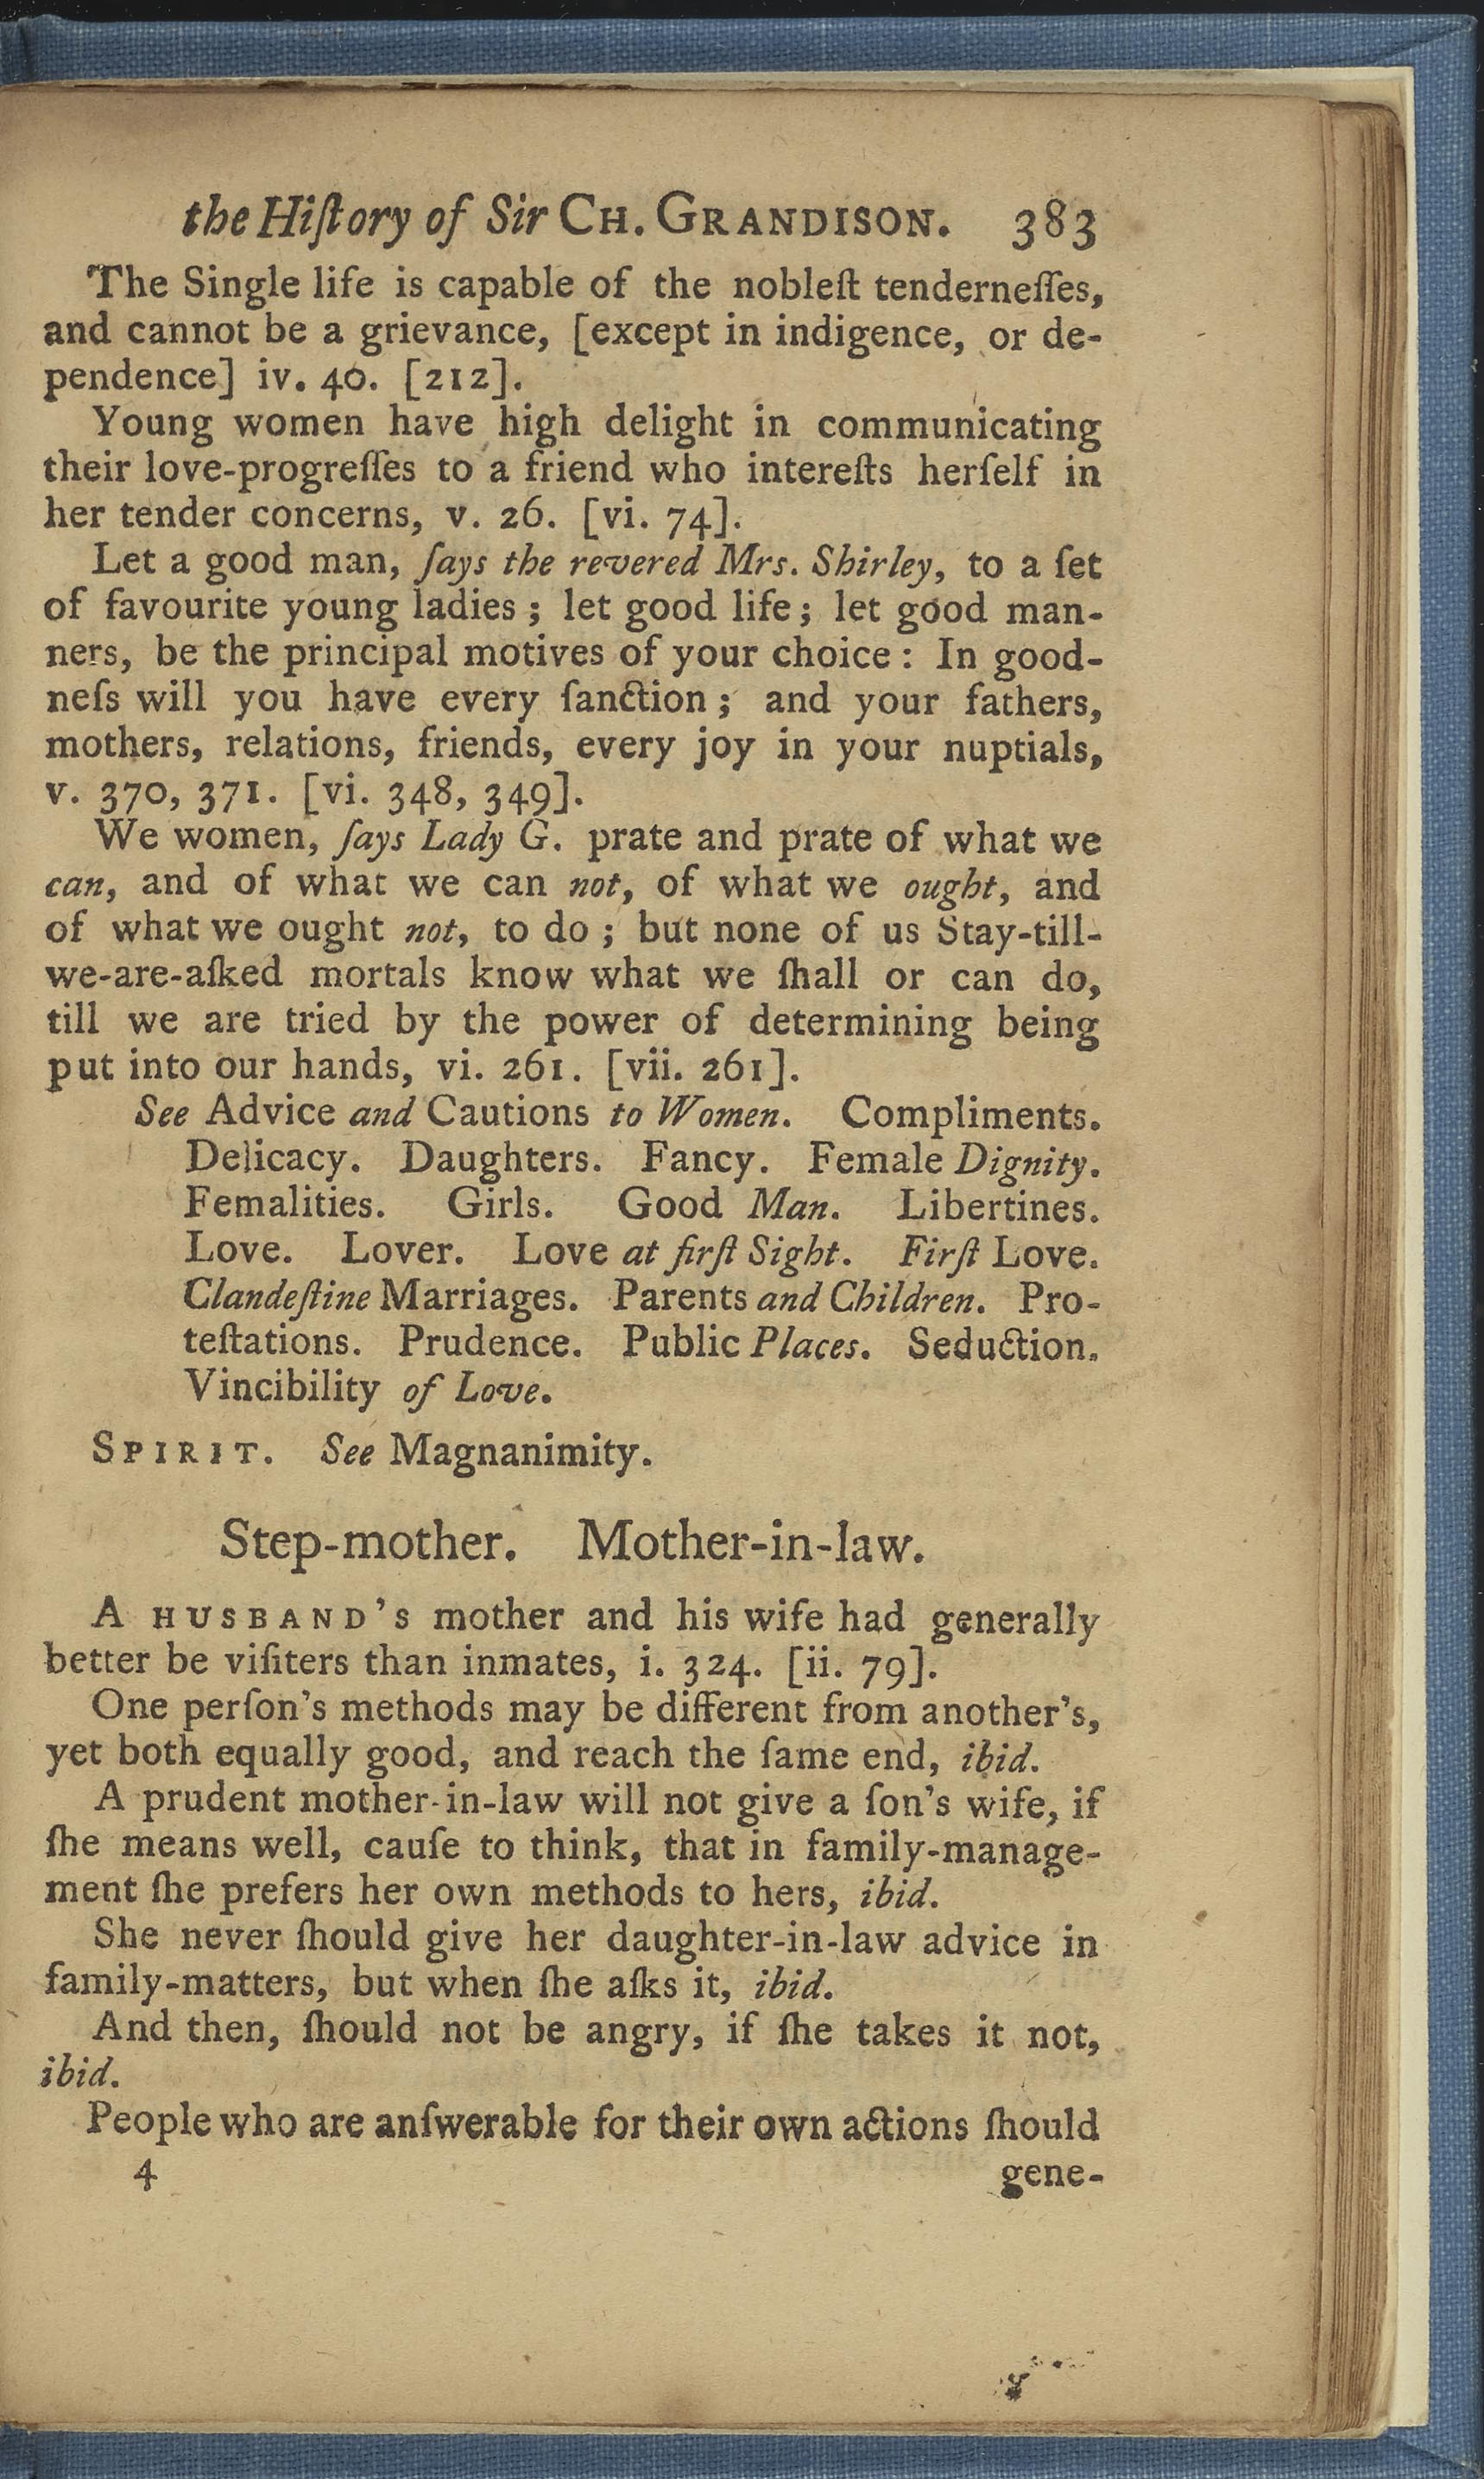 the Hiſtory of Sir CH. GRANDISON. 383
The Single life is capable of the nobleſt tenderneſſes,
and cannot be a grievance, [except in indigence, or de-
pendence] iv. 40. [212].
Young women have high delight in communicating
their love-progreſſes to a friend who intereſts herſelf in
her tender concerns, v. 26. [vi. 74].
Let a good man, ſays the revered Mrs. Shirley, to a ſet
of favourite young ladies; let good life; let good man-
ners, be the principal motives of your choice: In good-
neſs will you have every ſanction; and your fathers,
mothers, relations, friends, every joy in your nuptials,
v. 370, 371. [vi. 348, 349].
We women, ſays Lady G. prate and prate of what we
can, and of what we can not, of what we ought, and
of what we ought not, to do; but none of us Stay-till-
we-are-aſked mortals know what we ſhall or can do,
till we are tried by the power of determining being
put into our hands, vi. 261. [vii. 261].
See Advice and Cautions to Women. Compliments.
Delicacy. Daughters. Fancy. Female Dignity.
Femalities. Girls. Good Man. Libertines.
Love. Lover. Love at firſt Sight. Firſt Love.
Clandeſtine Marriages. Parents and Children. Pro-
teſtations. Prudence. Public Places. Seduction.
Vincibility of Love.
SPIRIT. See Magnanimity.
Step-mother. Mother-in-law.
A HUSBAND's mother and his wife had generally
better be viſiters than inmates, i. 324. [ii. 79].
One perſon's methods may be different from another's,
yet both equally good, and reach the ſame end, ibid.
A prudent mother-in-law will not give a ſon's wife, if
ſhe means well, cauſe to think, that in family-manage-
ment ſhe prefers her own methods to hers, ibid.
She never ſhould give her daughter-in-law advice in
family-matters, but when ſhe aſks it, ibid.
And then, ſhould not be angry, if ſhe takes it not,
ibid.
People who are anſwerable for their own actions ſhould
4 gene-